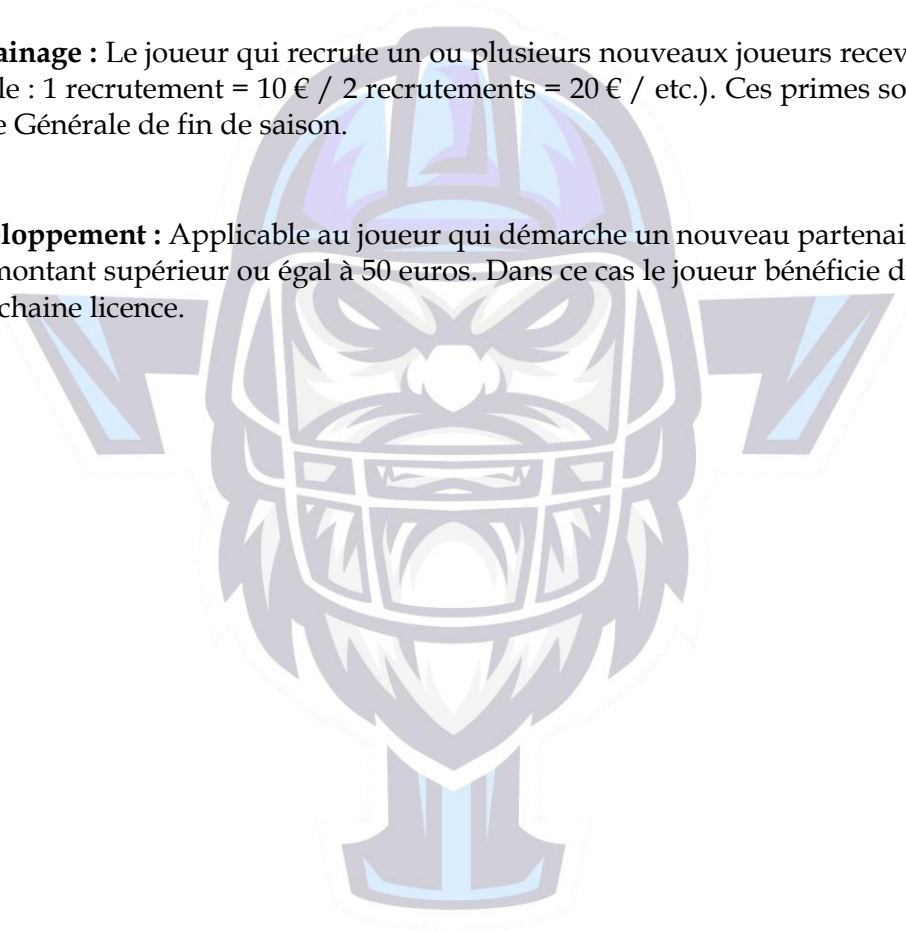 ainage : Le joueur qui recrute un ou plusieurs nouveaux joueurs recev
le : 1 recrutement = 10 € / 2 recrutements = 20 € / etc.). Ces primes so
e Générale de fin de saison.
loppement : Applicable au joueur qui démarche un nouveau partenai
montant supérieur ou égal à 50 euros. Dans ce cas le joueur bénéficie d
chaine licence.